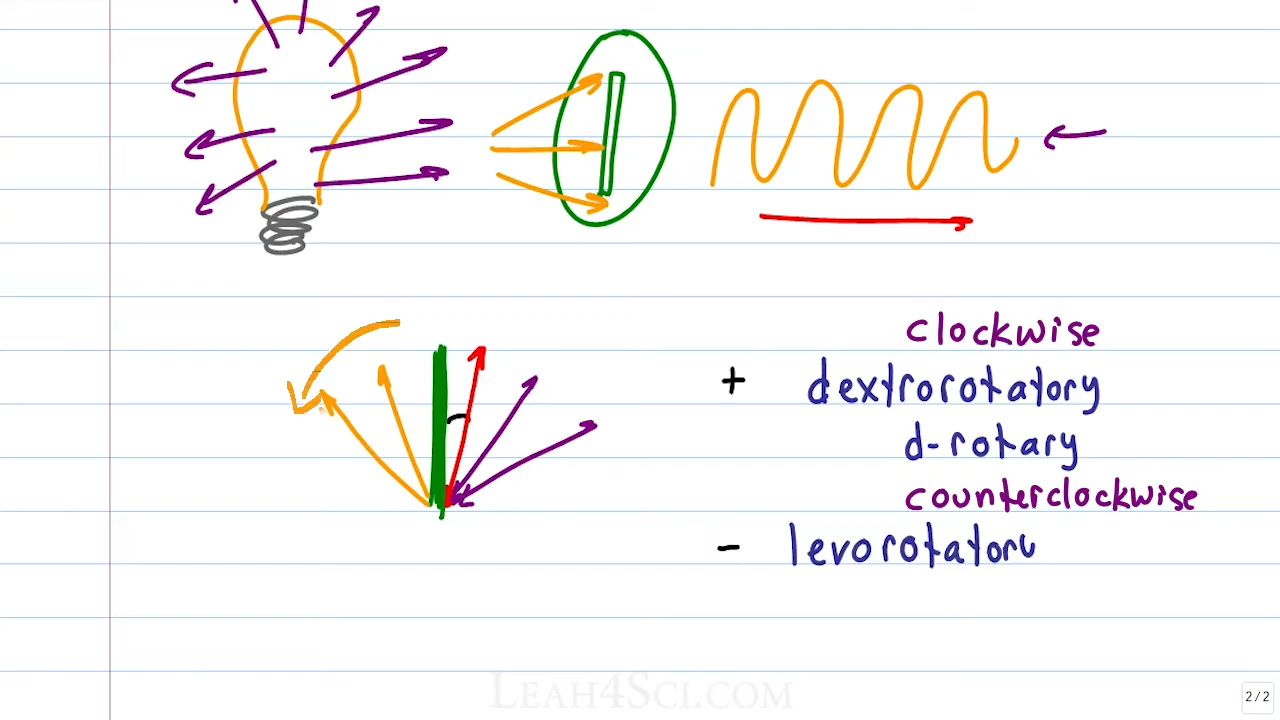 clockwise
+ dextrorotatory
d-rotary
counterclockwise
- levorotatory
LEAH4SCI.COM
2/2